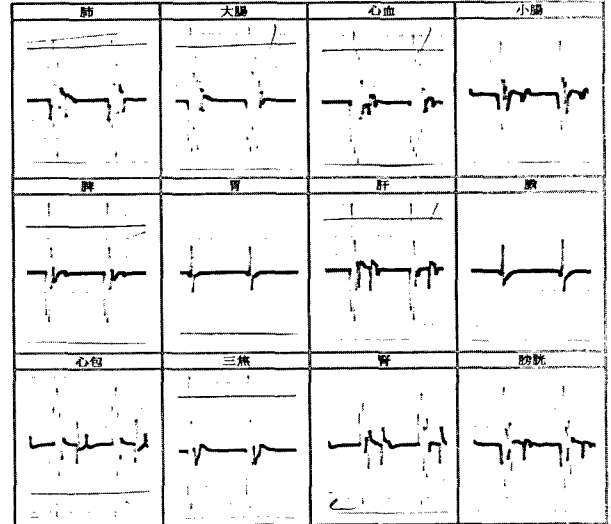 肺 大腸 心血 小腸
脾 胃 肝 膽
心包 三焦 腎 膀胱